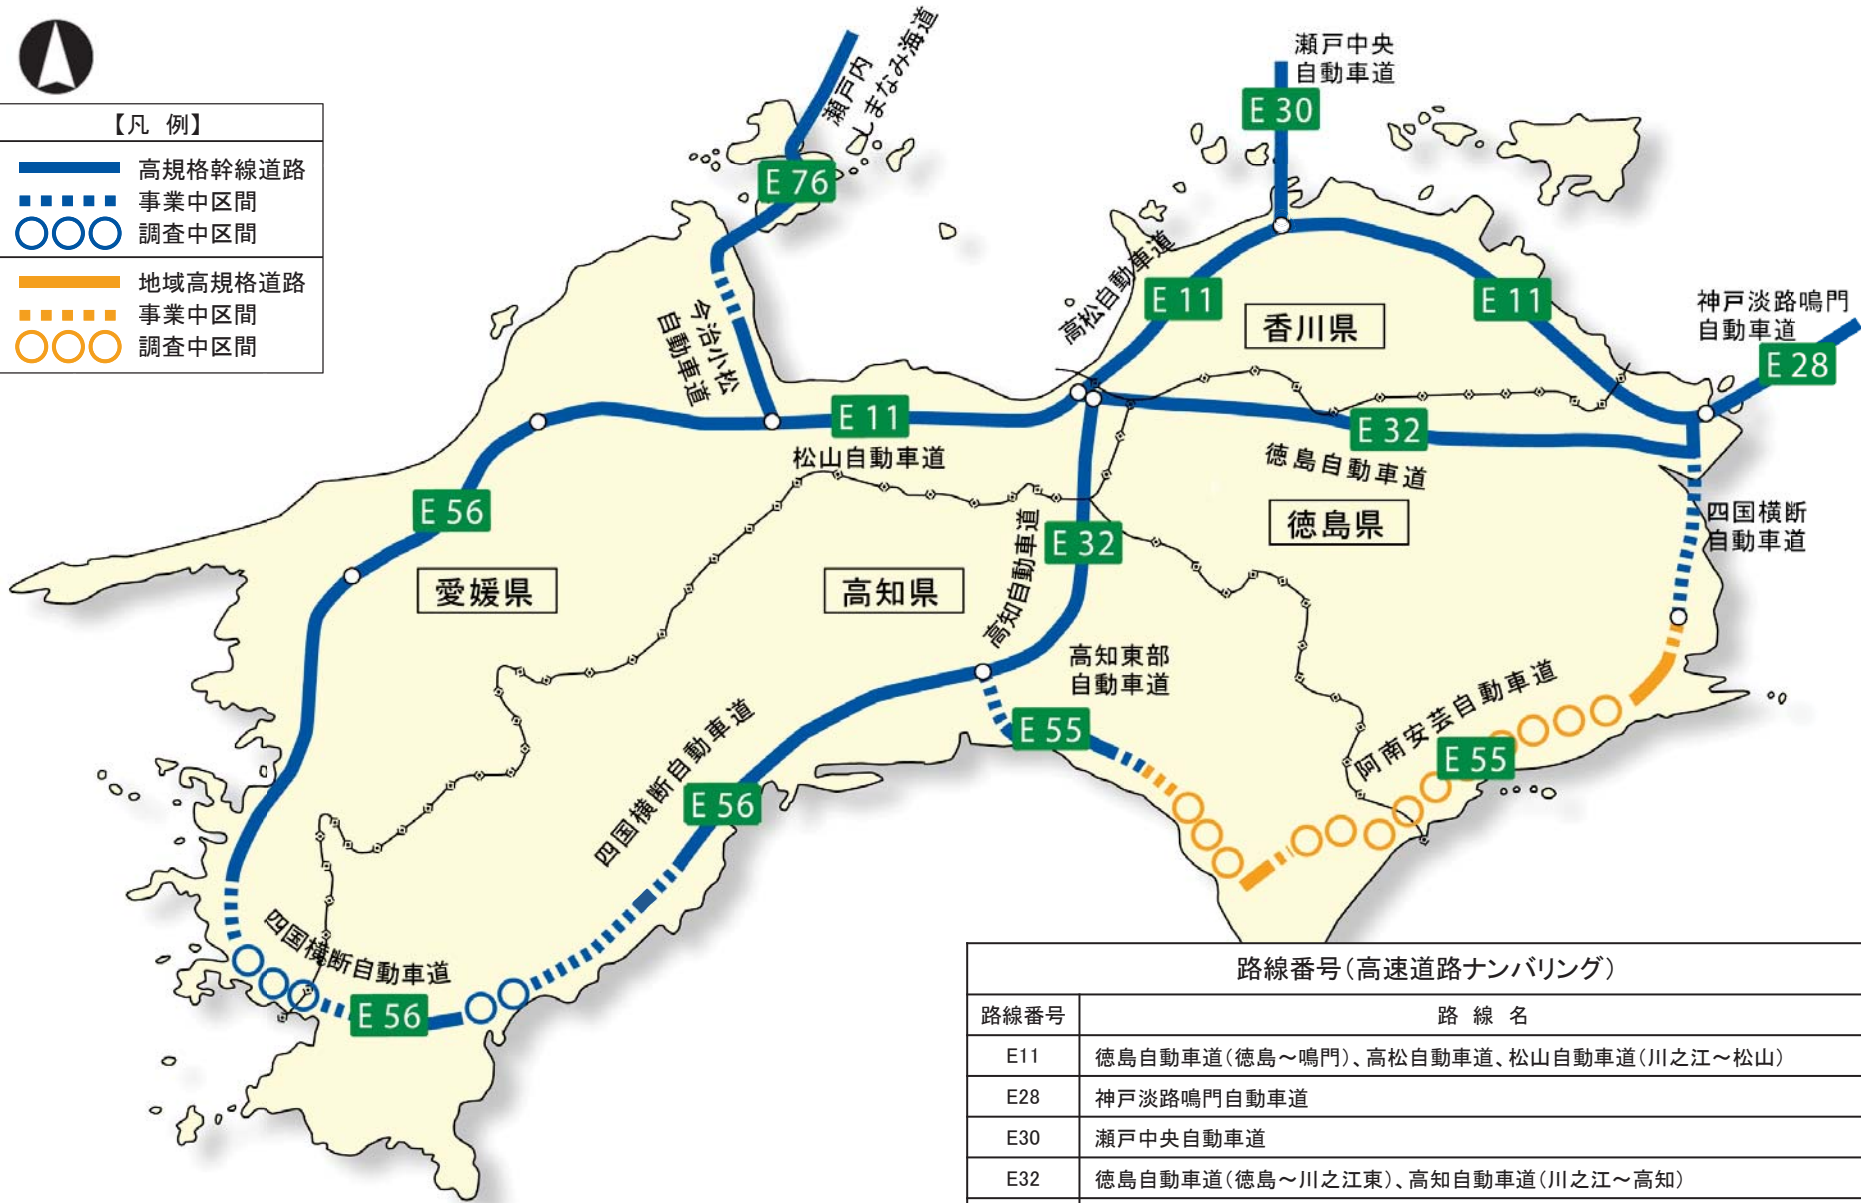 【凡 例】
高規格幹線道路
事業中区間
調査中区間
地域高規格道路
事業中区間
調査中区間
瀬戸内
しまなみ海道
E 76
瀬戸中央
自動車道
E 30
高松自動車道
E 11
E 11
香川県
神戸淡路鳴門
自動車道
E 28
今治小松
自動車道
E 11
松山自動車道
E 32
徳島自動車道
E 56
徳島県
四国横断
自動車道
愛媛県
高知県
高知自動車道
E 32
高知東部
自動車道
E 55
阿南安芸自動車道
E 55
四国横断自動車道
E 56
四国横断自動車道
E 56
路線番号(高速道路ナンバリング)
路線番号 路 線 名
E11 徳島自動車道(徳島～鳴門)、高松自動車道、松山自動車道(川之江～松山)
E28 神戸淡路鳴門自動車道
E30 瀬戸中央自動車道
E32 徳島自動車道(徳島～川之江東)、高知自動車道(川之江～高知)